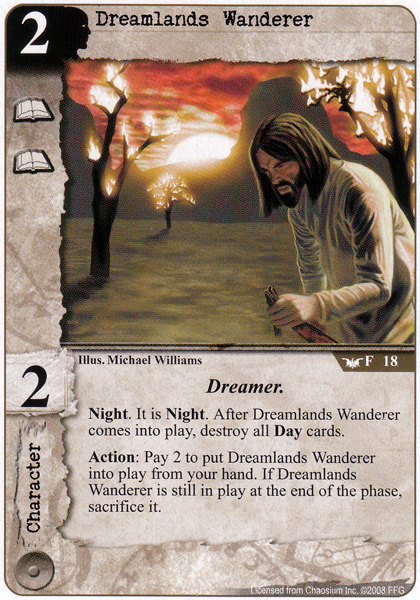 2
Dreamlands Wanderer
Illus. Michael Williams
F 18
2
Character
Dreamer.
Night. It is Night. After Dreamlands Wanderer
comes into play, destroy all Day cards.
Action: Pay 2 to put Dreamlands Wanderer
into play from your hand. If Dreamlands
Wanderer is still in play at the end of the phase,
sacrifice it.
Licensed from Chaosium Inc. ©2008 FFG